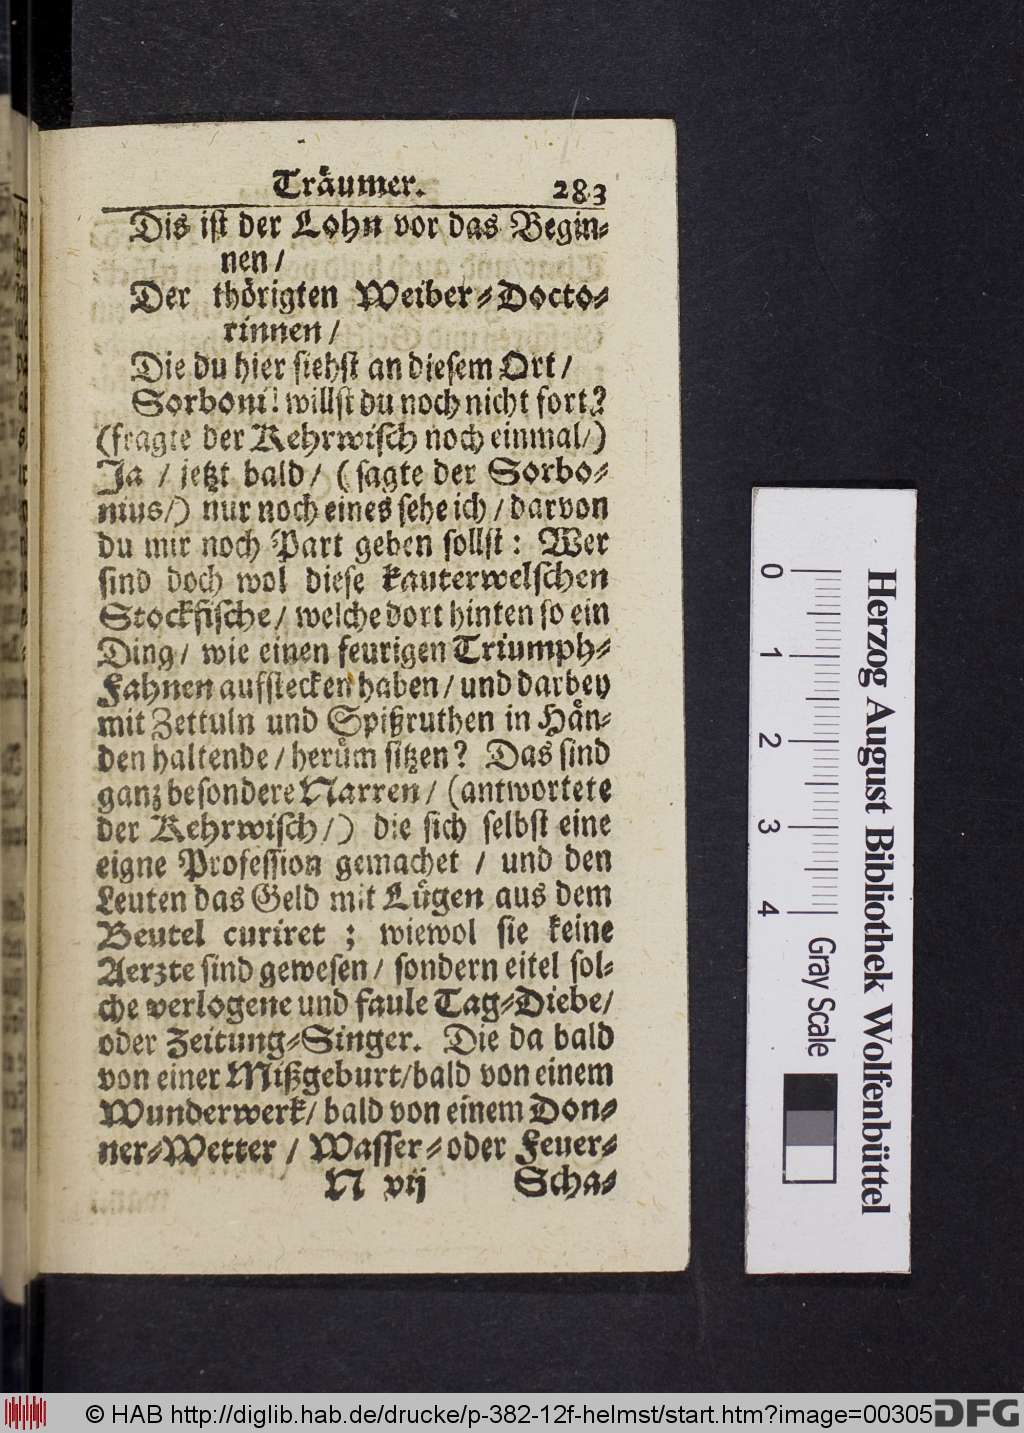 Träumer. 283
Dis ist der Lohn vor das Begin-
nen /
Der thörigten Weiber-Docto-
rinnen /
Die du hier siehst an diesem Ort /
Sorboni! willst du noch nicht fort?
(fragte der Kehrwisch noch einmal/)
Ja / jetzt bald / ( sagte der Sorbo-
nius/) nur noch eines sehe ich / darvon
du mir noch Part geben sollst : Wer
sind doch wol diese kauterwelschen
Stockfische / welche dort hinten so ein
Ding / wie einen feurigen Triumph-
Fahnen aufstecken haben / und darbey
mit Zettuln und Spißruthen in Hän-
den haltende / herüm sitzen? Das sind
ganz besondere Narren / (antwortete
der Kehrwisch/) die sich selbst eine
eigne Profession gemachet / und den
Leuten das Geld mit Lügen aus dem
Beutel curiret ; wiewol sie keine
Aerzte sind gewesen / sondern eitel sol-
che verlogene und faule Tag-Diebe/
oder Zeitung-Singer. Die da bald
von einer Mißgeburt/bald von einem
Wunderwerk/ bald von einem Don-
ner-Wetter / Wasser- oder Feuer-
N vij Scha-
0 1 2 3 4 Gray Scale
Herzog August Bibliothek Wolfenbüttel
© HAB http://diglib.hab.de/drucke/p-382-12f-helmst/start.htm?image=00305
DFG